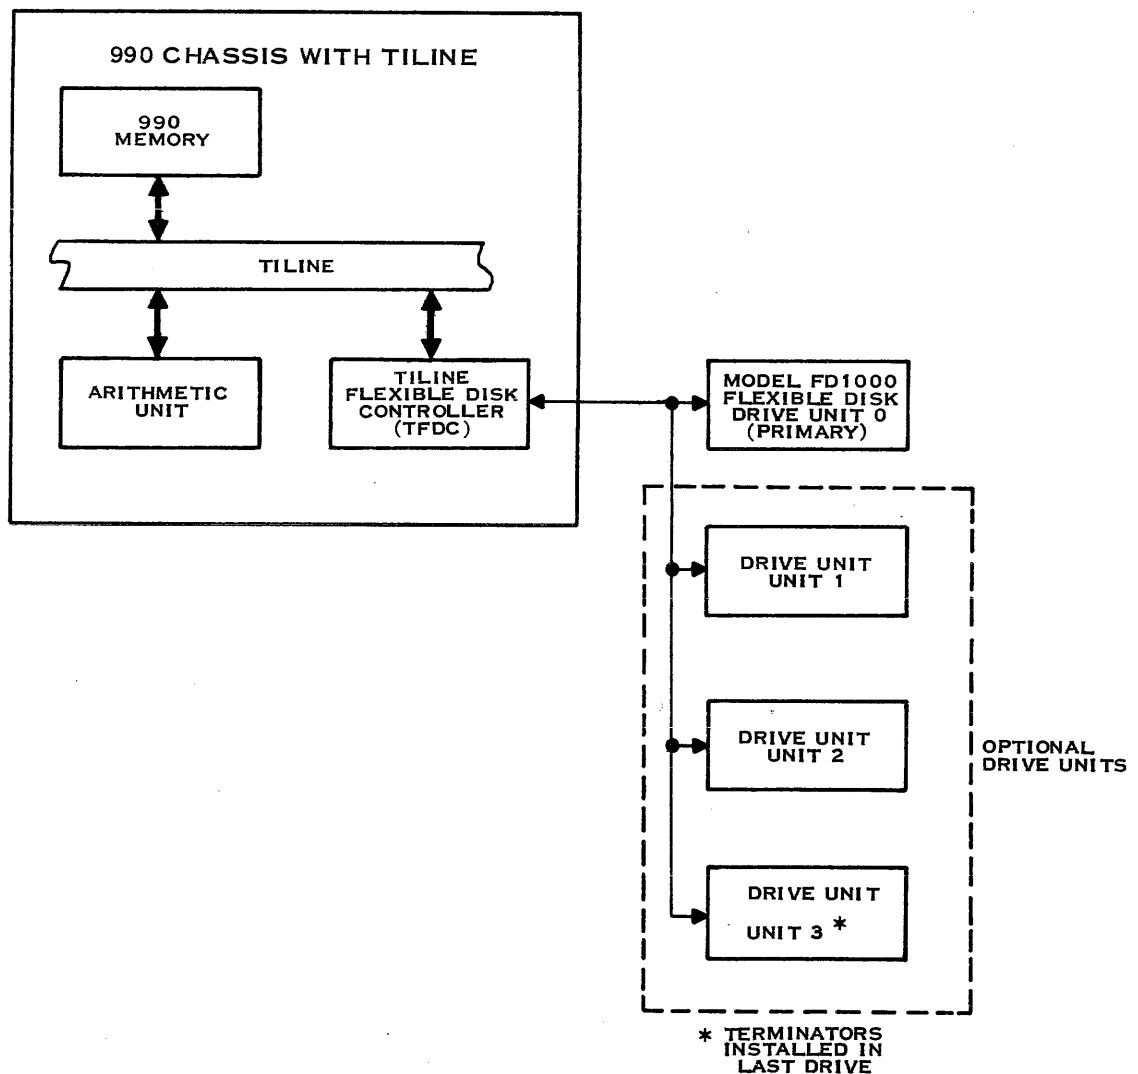 990 CHASSIS WITH TILINE
990
MEMORY
TILINE
ARITHMETIC
UNIT
TILINE
FLEXIBLE DISK
CONTROLLER
(TFDC)
MODEL FD1000
FLEXIBLE DISK
DRIVE UNIT 0
(PRIMARY)
DRIVE UNIT
UNIT 1
DRIVE UNIT
UNIT 2
OPTIONAL
DRIVE UNITS
DRIVE UNIT
UNIT 3 *
* TERMINATORS
INSTALLED IN
LAST DRIVE